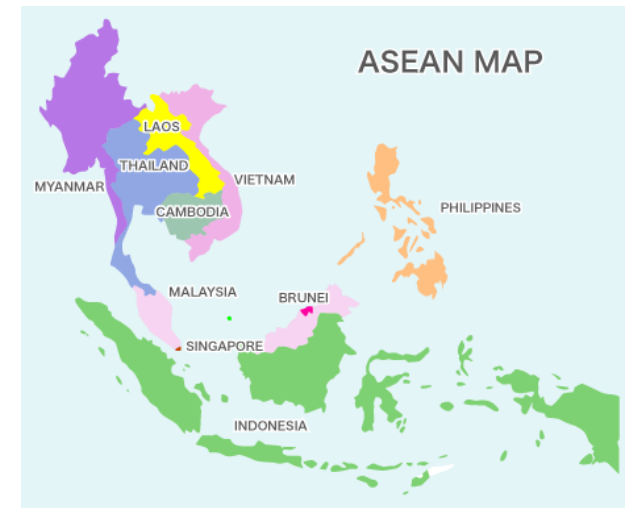 ASEAN MAP
LAOS
THAILAND
MYANMAR
VIETNAM
CAMBODIA
PHILIPPINES
MALAYSIA
BRUNEI
SINGAPORE
INDONESIA